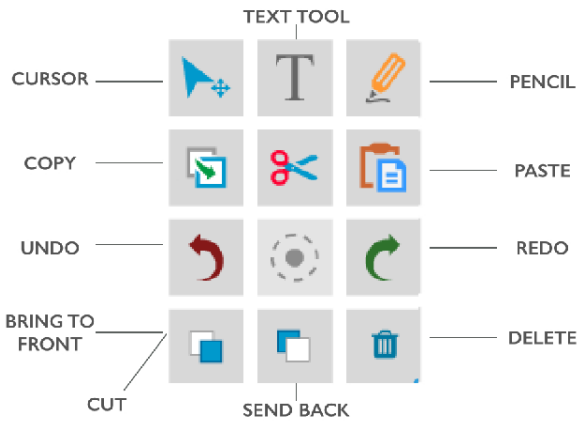 TEXT TOOL
CURSOR
PENCIL
T
COPY
PASTE
UNDO
REDO
BRING TO
FRONT
DELETE
CUT
SEND BACK